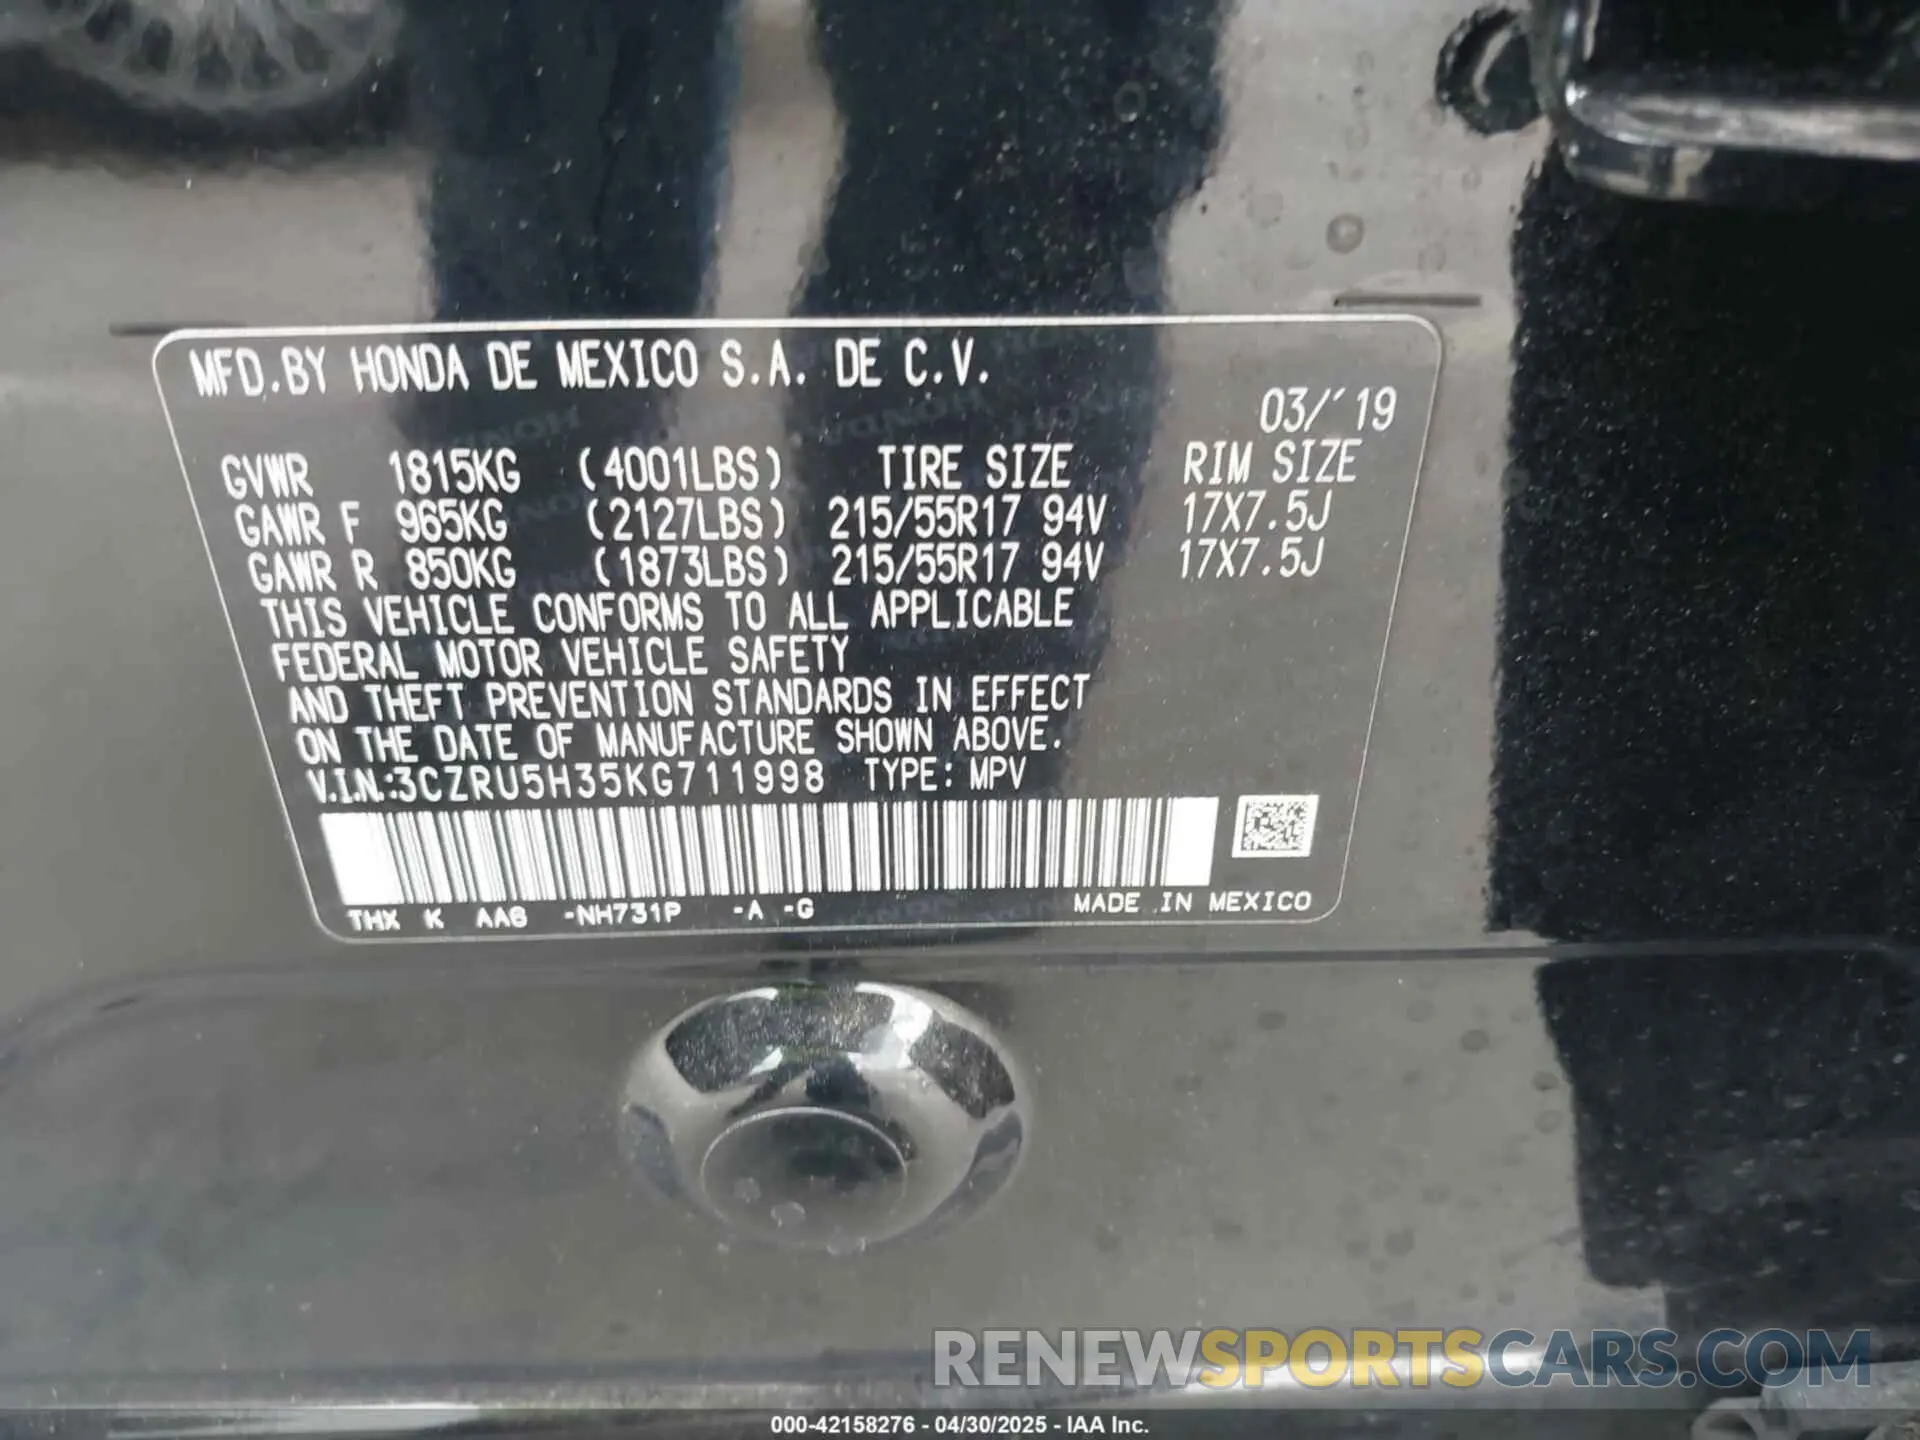 MFD.BY HONDA DE MEXICO S.A. DE C.V.
03/'19
GVWR 1815KG (4001LBS) TIRE SIZE RIM SIZE
GAWR F 965KG (2127LBS) 215/55R17 94V 17X7.5J
GAWR R 850KG (1873LBS) 215/55R17 94V 17X7.5J
THIS VEHICLE CONFORMS TO ALL APPLICABLE
FEDERAL MOTOR VEHICLE SAFETY
AND THEFT PREVENTION STANDARDS IN EFFECT
ON THE DATE OF MANUFACTURE SHOWN ABOVE.
V.I.N.:3CZRU5H35KG711998 TYPE: MPV
THX K AA6 -NH731P -A -G MADE IN MEXICO
RENEWSPORTSCARS.COM
000-42158276 - 04/30/2025 - IAA Inc.